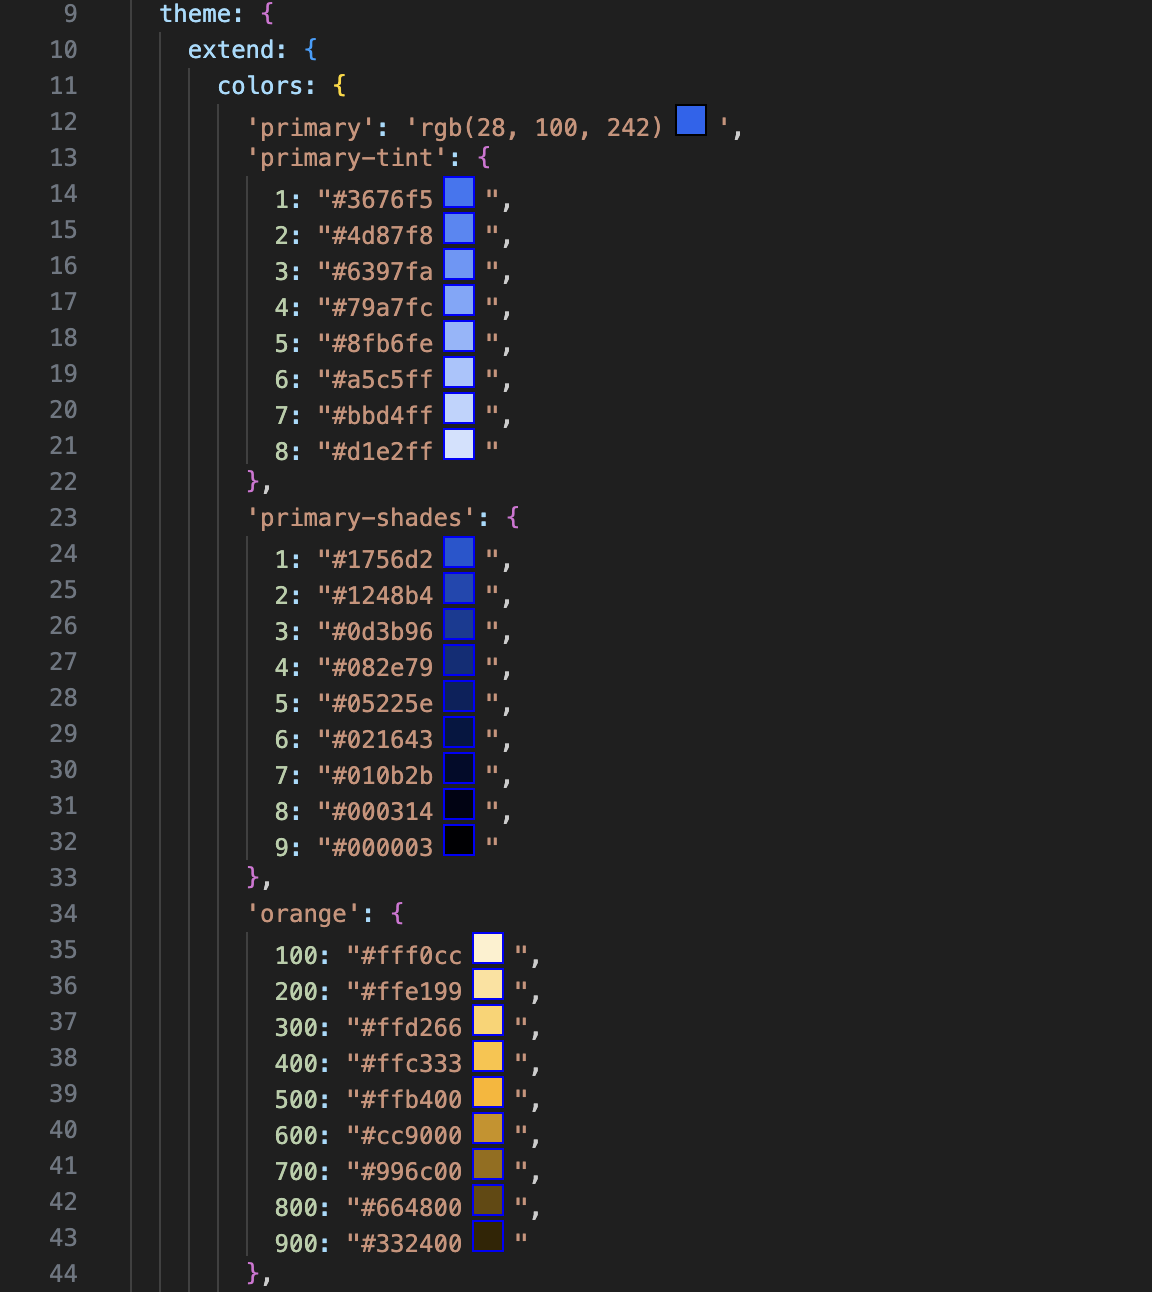 9 theme: {
10 extend: {
11 colors: {
12 'primary': 'rgb(28, 100, 242) ',
13 'primary-tint': {
14 1: "#3676f5 ",
15 2: "#4d87f8 ",
16 3: "#6397fa ",
17 4: "#79a7fc ",
18 5: "#8fb6fe ",
19 6: "#a5c5ff ",
20 7: "#bbd4ff ",
21 8: "#d1e2ff "
22 },
23 'primary-shades': {
24 1: "#1756d2 ",
25 2: "#1248b4 ",
26 3: "#0d3b96 ",
27 4: "#082e79 ",
28 5: "#05225e ",
29 6: "#021643 ",
30 7: "#010b2b ",
31 8: "#000314 ",
32 9: "#000003 "
33 },
34 'orange': {
35 100: "#fff0cc ",
36 200: "#ffe199 ",
37 300: "#ffd266 ",
38 400: "#ffc333 ",
39 500: "#ffb400 ",
40 600: "#cc9000 ",
41 700: "#996c00 ",
42 800: "#664800 ",
43 900: "#332400 "
44 },